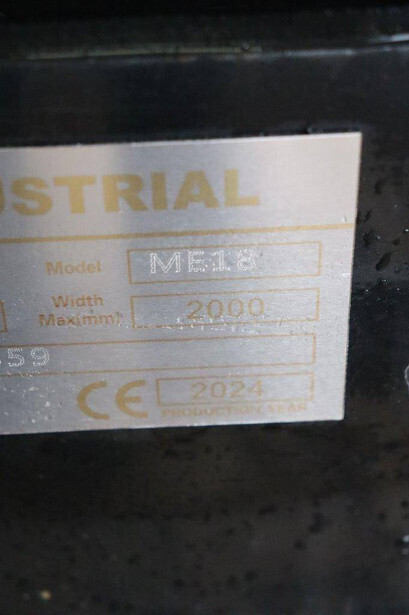 USTRIAL
Model ME18
Width Max(mm) 2000
59
CE 2024
PRODUCTION YEAR